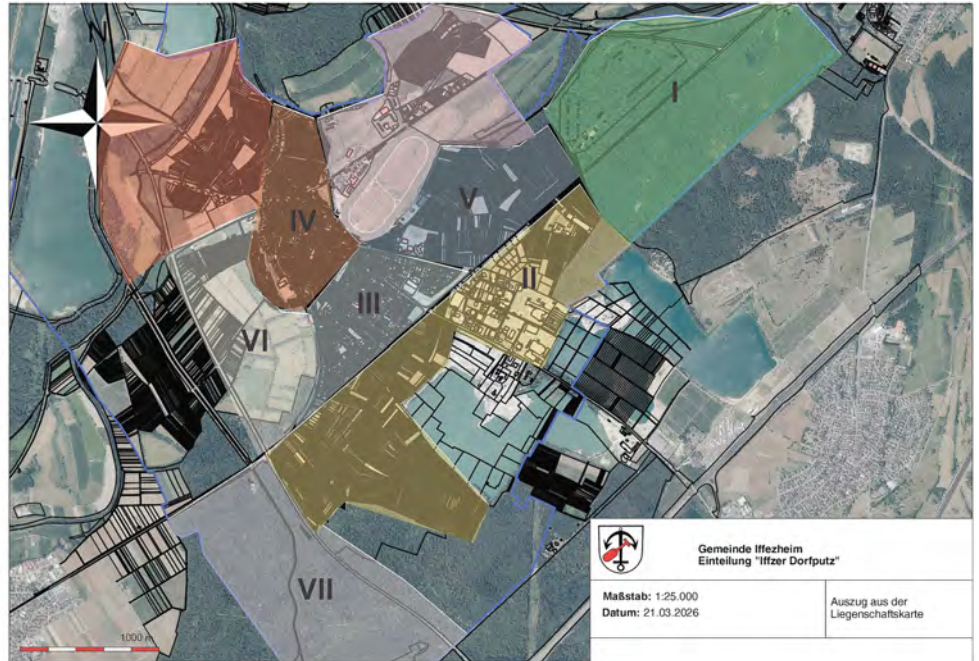 N
I
IV
V
II
III
VI
VII
1000 m
Gemeinde Iffezheim
Einteilung "Iffzer Dorfputz"
Maßstab: 1:25.000
Datum: 21.03.2026
Auszug aus der
Liegenschaftskarte